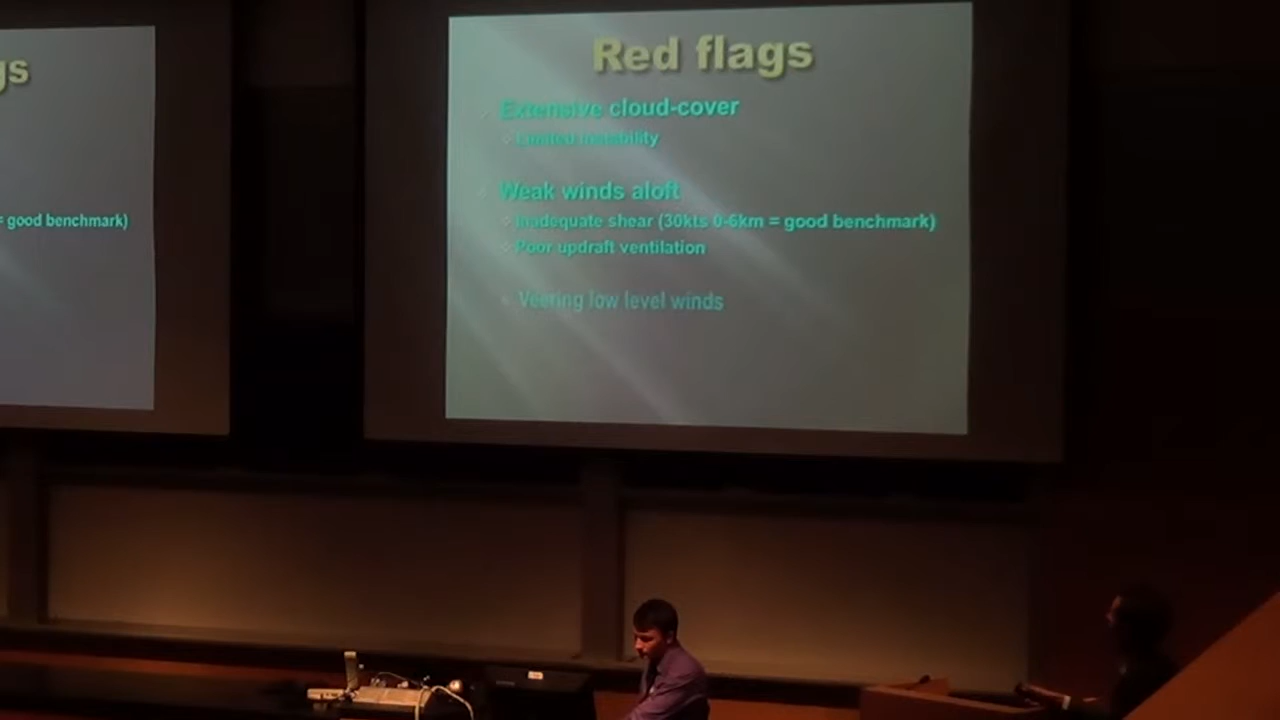 gs
= good benchmark)
Red flags
Extensive cloud-cover
Limited instability
Weak winds aloft
Inadequate shear (30kts 0-6km = good benchmark)
Poor updraft ventilation
Veering low level winds